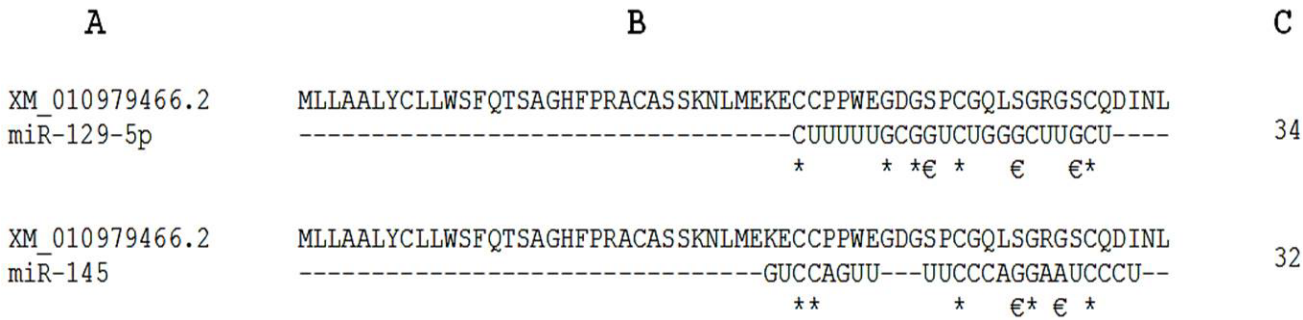 A B C
XM_010979466.2 MLLAALYCLLWSFQTSAGHFPRACASSKNLMEKECCPPWEGDGSPCGQLSGRGSCQDINL
miR-129-5p ----------------------------------CUUUUUGCGGUCUGGGCUUGCU---- 34
* * *€ * € €*
XM_010979466.2 MLLAALYCLLWSFQTSAGHFPRACASSKNLMEKECCPPWEGDGSPCGQLSGRGSCQDINL
miR-145 --------------------------------GUCCAGUU---UUCCCAGGAAUCCCU-- 32
** * €* € *